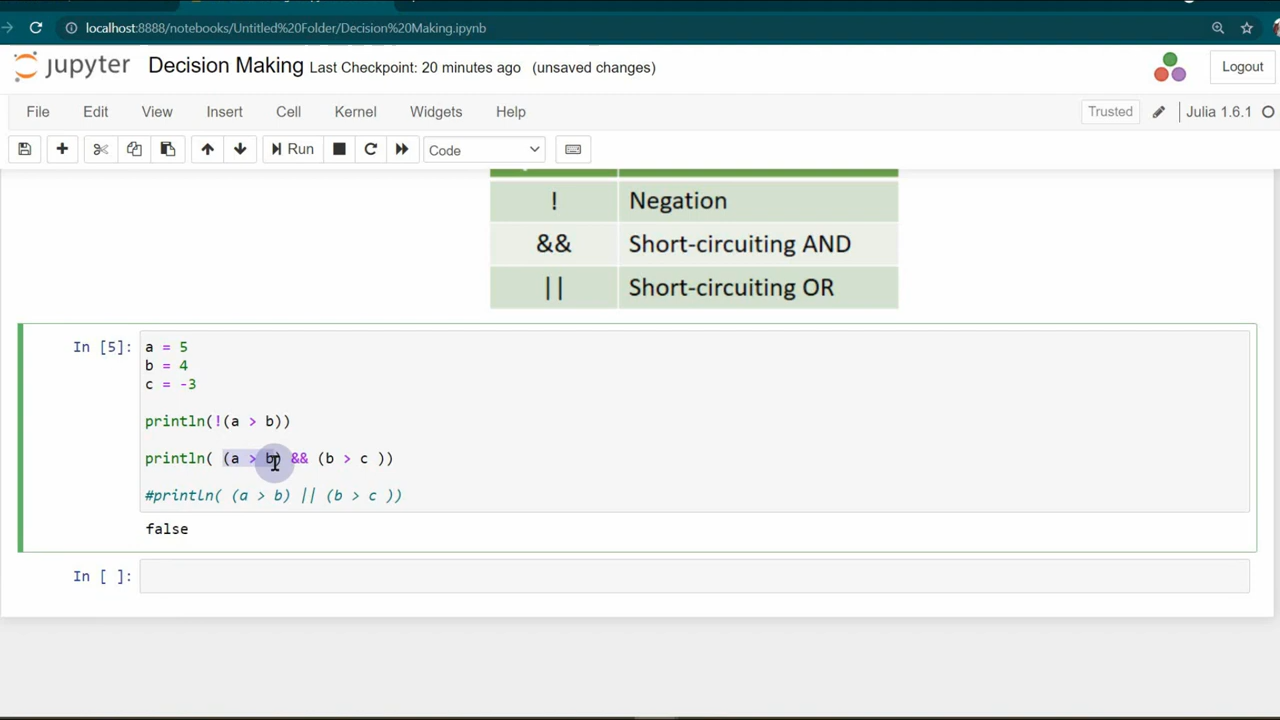 localhost:8888/notebooks/Untitled%20Folder/Decision%20Making.ipynb
jupyter Decision Making Last Checkpoint: 20 minutes ago (unsaved changes) Logout
File Edit View Insert Cell Kernel Widgets Help Trusted Julia 1.6.1
Run Code
! Negation
&& Short-circuiting AND
|| Short-circuiting OR
In [5]: a = 5
b = 4
c = -3
println(!(a > b))
println( (a > b) && (b > c ))
#println( (a > b) || (b > c ))
false
In [ ]: